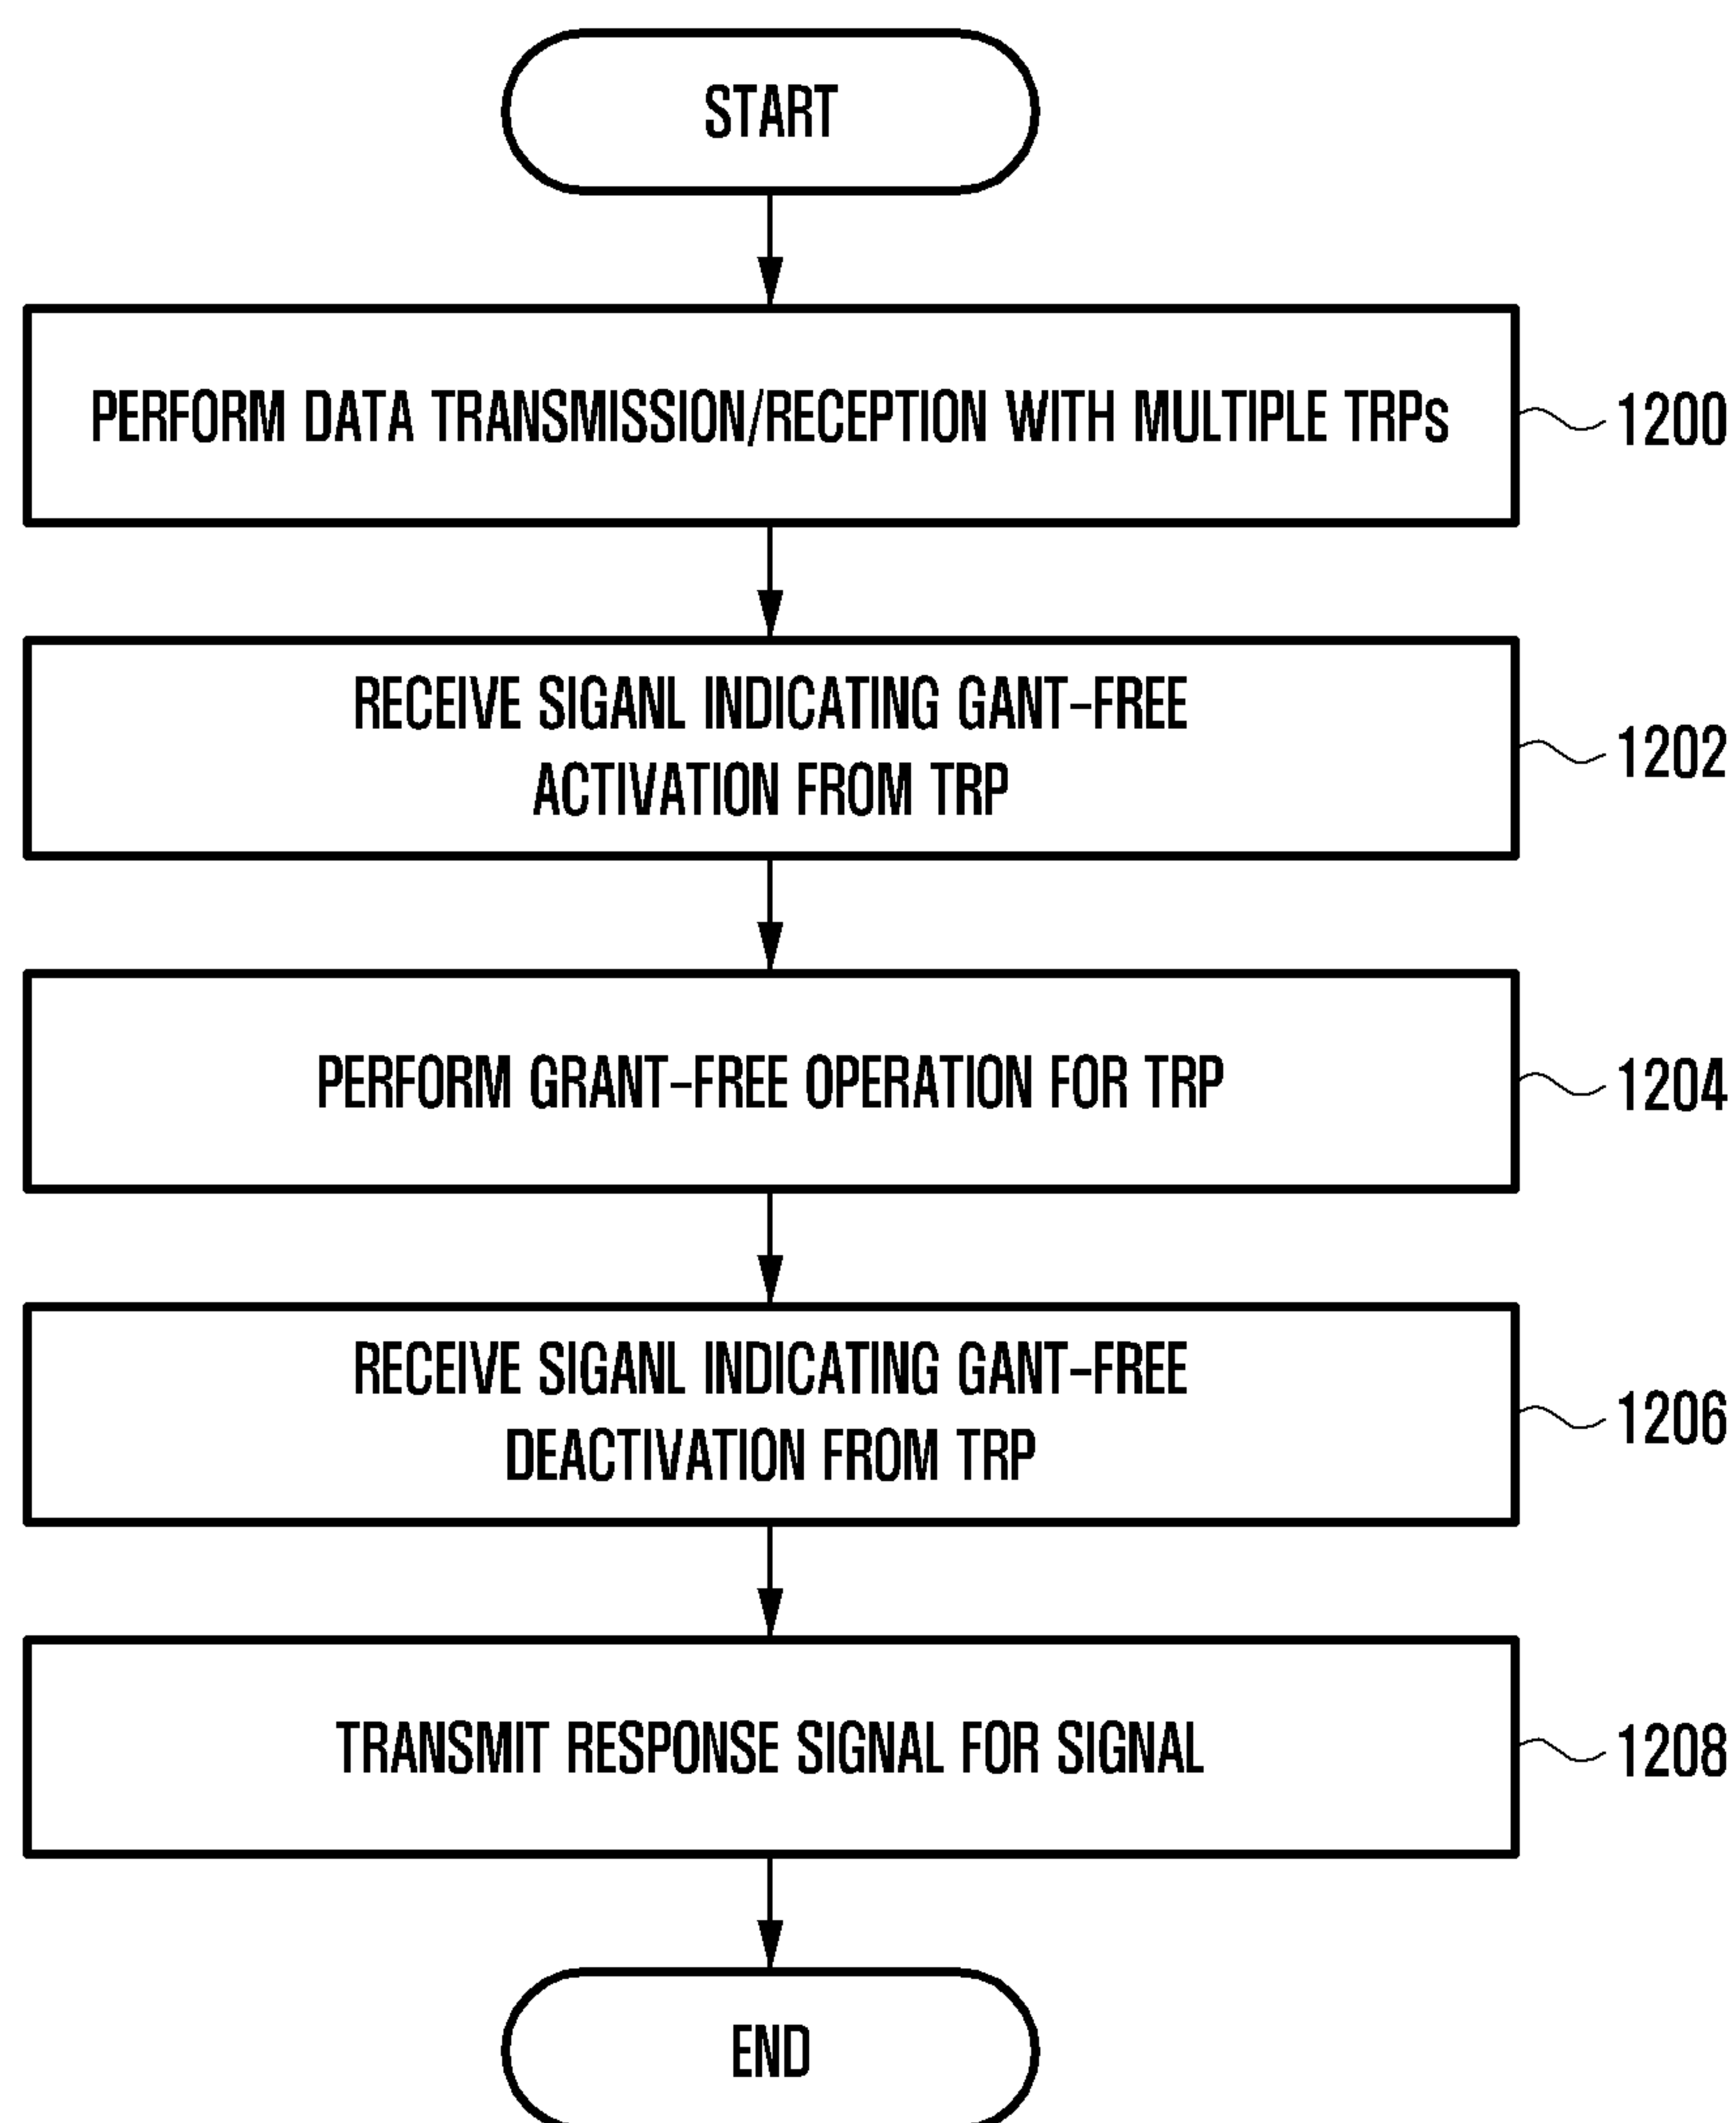 START
PERFORM DATA TRANSMISSION/RECEPTION WITH MULTIPLE TRPs
1200
RECEIVE SIGANL INDICATING GANT-FREE
ACTIVATION FROM TRP
1202
PERFORM GRANT-FREE OPERATION FOR TRP
1204
RECEIVE SIGANL INDICATING GANT-FREE
DEACTIVATION FROM TRP
1206
TRANSMIT RESPONSE SIGNAL FOR SIGNAL
1208
END